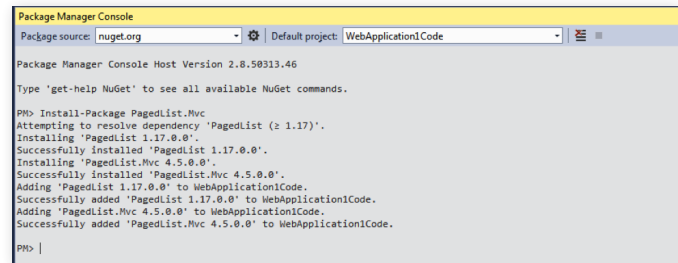 Package Manager Console
Package source: nuget.org Default project: WebApplication1Code
Package Manager Console Host Version 2.8.50313.46
Type 'get-help NuGet' to see all available NuGet commands.
PM> Install-Package PagedList.Mvc
Attempting to resolve dependency 'PagedList (≥ 1.17)'.
Installing 'PagedList 1.17.0.0'.
Successfully installed 'PagedList 1.17.0.0'.
Installing 'PagedList.Mvc 4.5.0.0'.
Successfully installed 'PagedList.Mvc 4.5.0.0'.
Adding 'PagedList 1.17.0.0' to WebApplication1Code.
Successfully added 'PagedList 1.17.0.0' to WebApplication1Code.
Adding 'PagedList.Mvc 4.5.0.0' to WebApplication1Code.
Successfully added 'PagedList.Mvc 4.5.0.0' to WebApplication1Code.
PM>